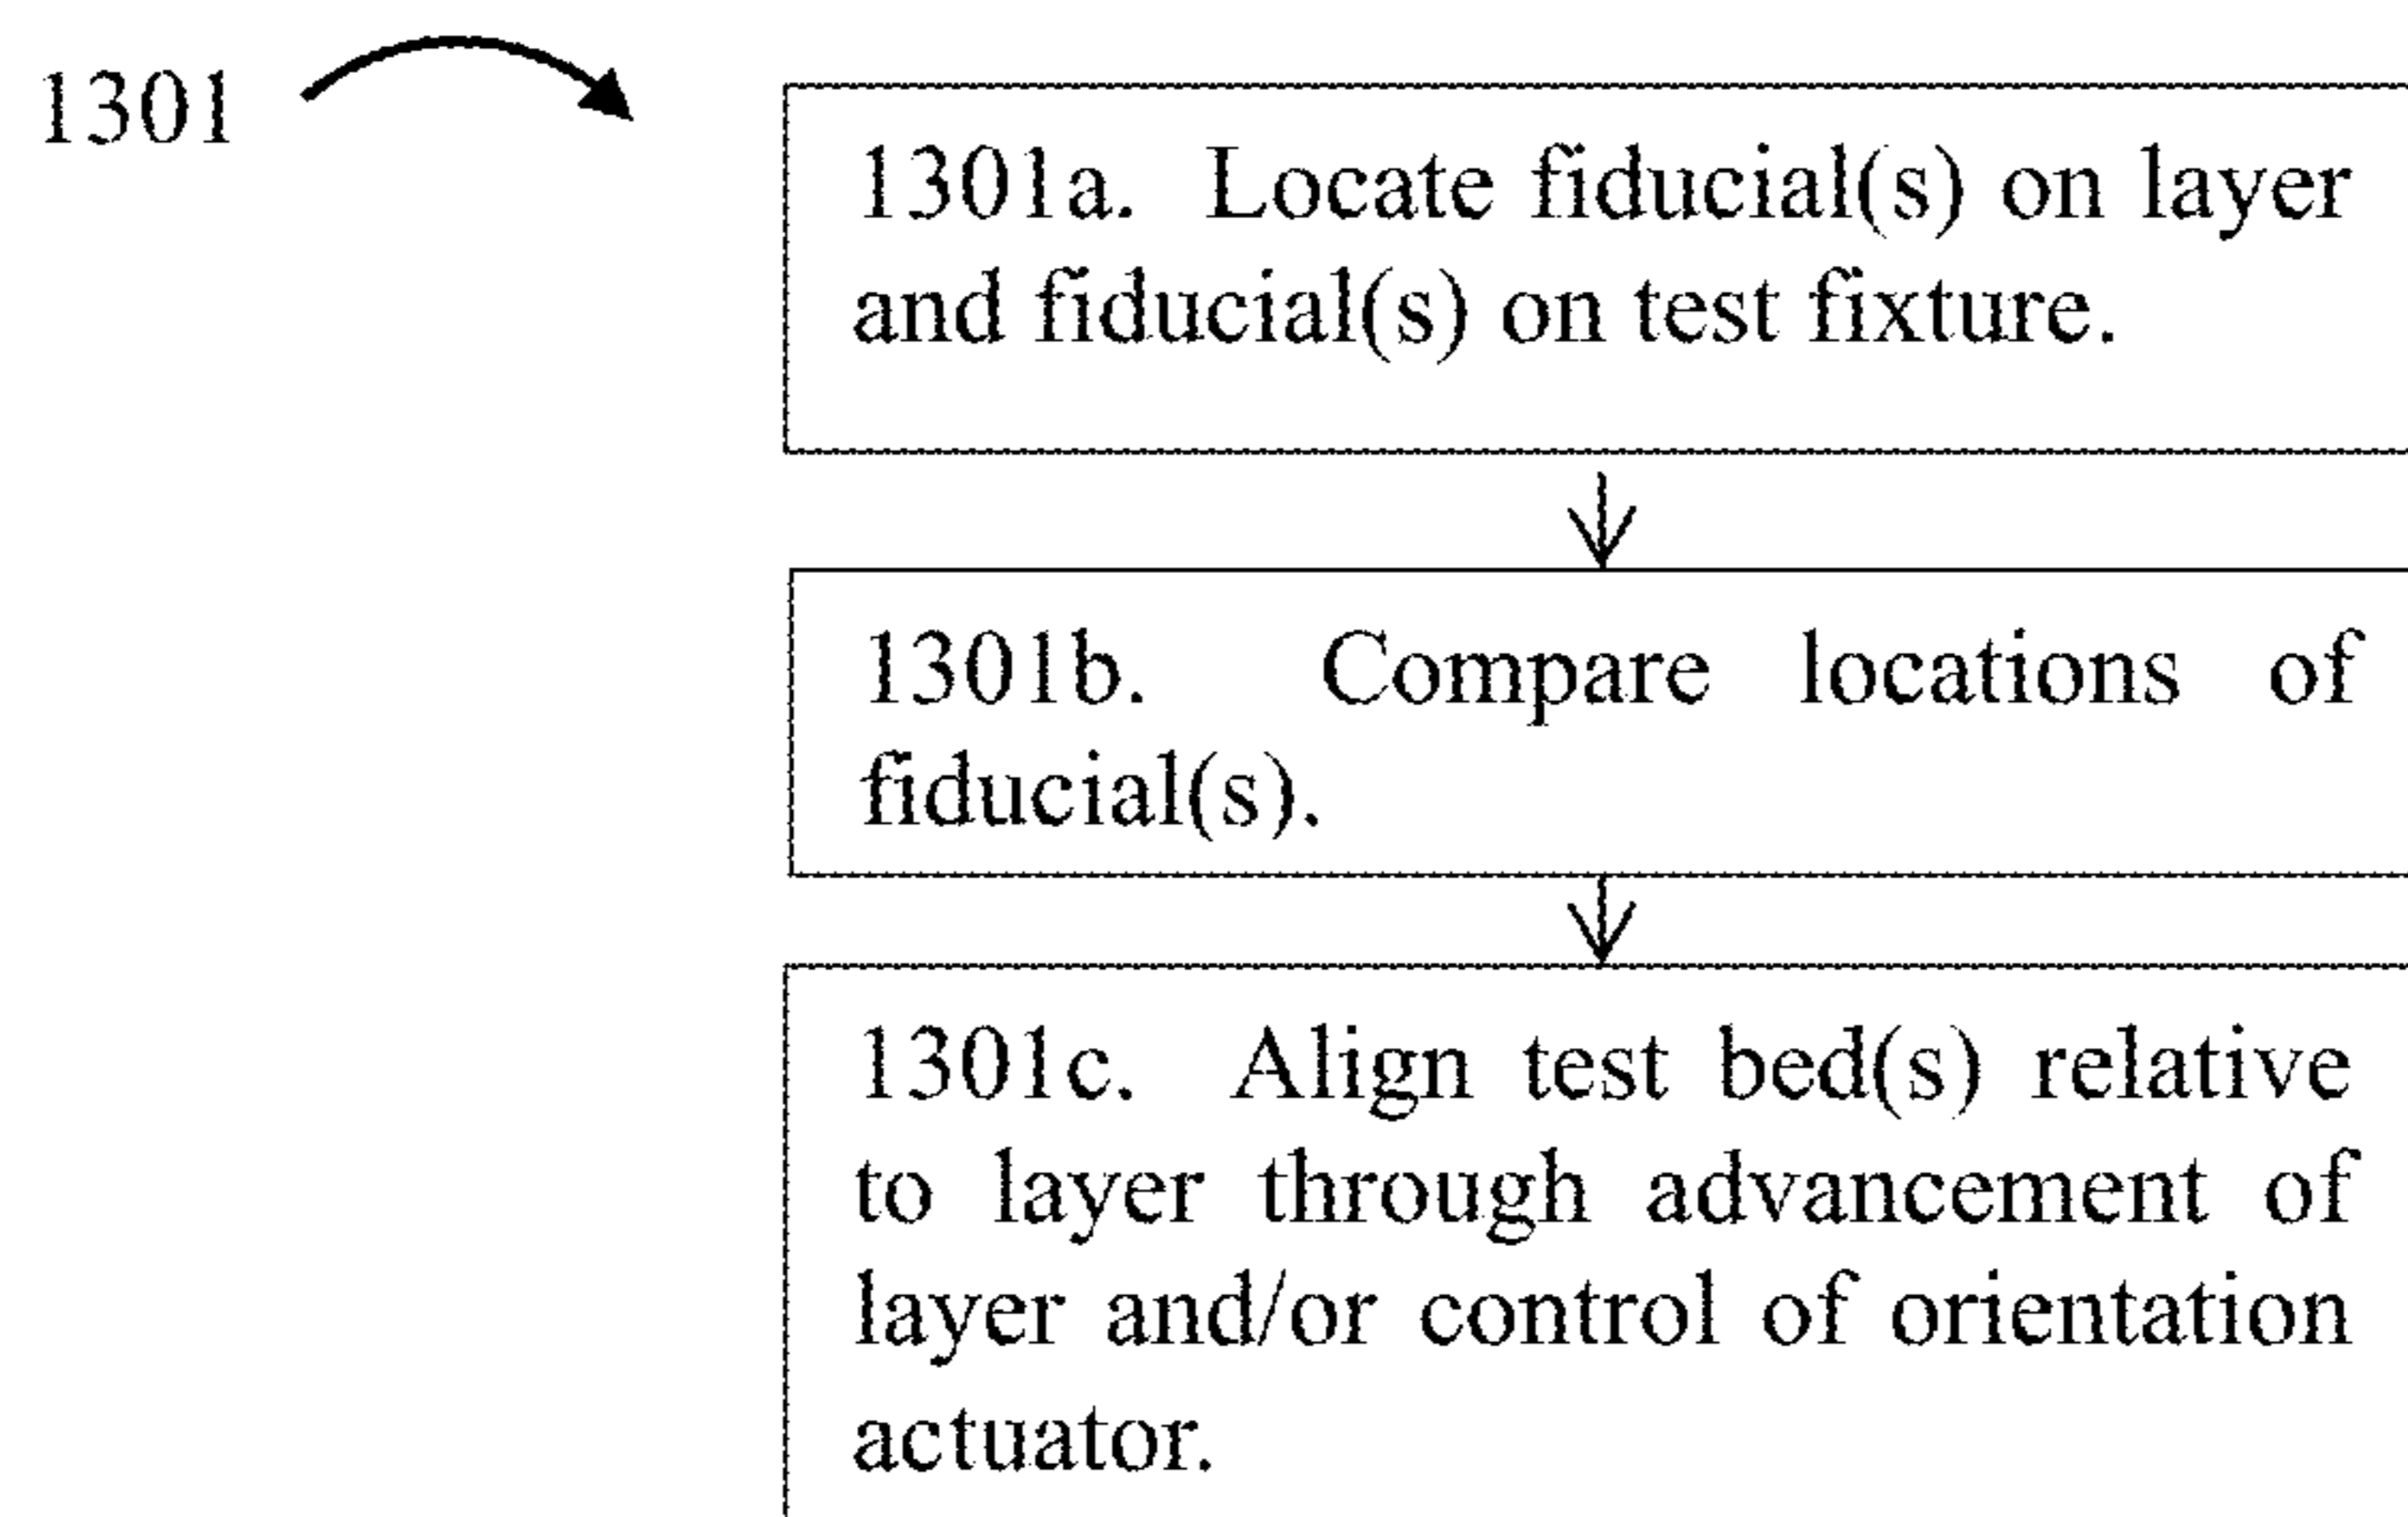 1301
1301a. Locate fiducial(s) on layer
and fiducial(s) on test fixture.
1301b. Compare locations of
fiducial(s).
1301c. Align test bed(s) relative
to layer through advancement of
layer and/or control of orientation
actuator.